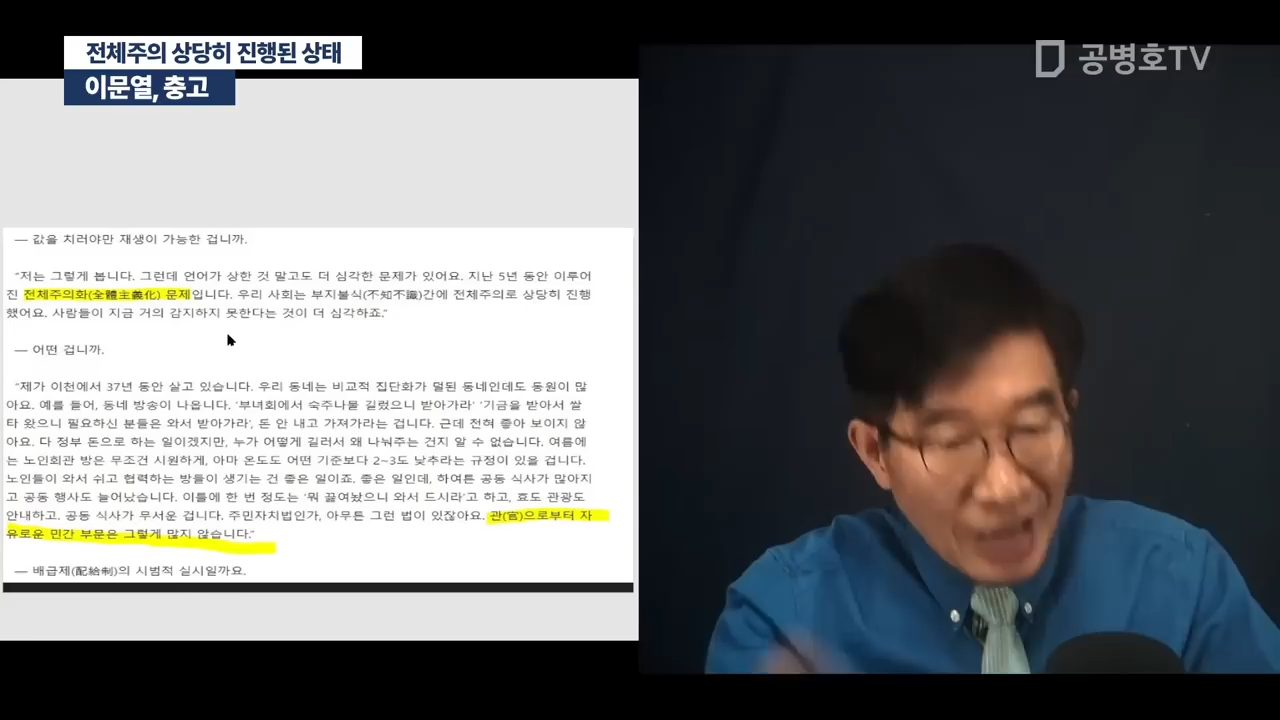 전체주의 상당히 진행된 상태
이문열, 충고
공병호TV
— 값을 치러야만 재생이 가능한 겁니까.
“저는 그렇게 봅니다. 그런데 언어가 상한 것 말고도 더 심각한 문제가 있어요. 지난 5년 동안 이루어
진 전체주의화(全體主義化) 문제입니다. 우리 사회는 부지불식(不知不識)간에 전체주의로 상당히 진행
했어요. 사람들이 지금 거의 감지하지 못한다는 것이 더 심각하죠.”
— 어떤 겁니까.
“제가 이천에서 37년 동안 살고 있습니다. 우리 동네는 비교적 집단화가 덜된 동네인데도 동원이 많
아요. 예를 들어, 동네 방송이 나옵니다. ‘부녀회에서 숙주나물 길렀으니 받아가라’ ‘기금을 받아서 쌀
타 왔으니 필요하신 분들은 와서 받아가라’, 돈 안 내고 가져가라는 겁니다. 근데 전혀 좋아 보이지 않
아요. 다 정부 돈으로 하는 일이겠지만, 누가 어떻게 길러서 왜 나눠주는 건지 알 수 없습니다. 여름에
는 노인회관 방은 무조건 시원하게, 아마 온도도 어떤 기준보다 2~3도 낮추라는 규정이 있을 겁니다.
노인들이 와서 쉬고 협력하는 방들이 생기는 건 좋은 일이죠. 좋은 일인데, 하여튼 공동 식사가 많아지
고 공동 행사도 늘어났습니다. 이틀에 한 번 정도는 ‘뭐 끓여놨으니 와서 드시라’고 하고, 효도 관광도
안내하고. 공동 식사가 무서운 겁니다. 주민자치법인가, 아무튼 그런 법이 있잖아요. 관(官)으로부터 자
유로운 민간 부문은 그렇게 많지 않습니다.”
— 배급제(配給制)의 시범적 실시일까요.